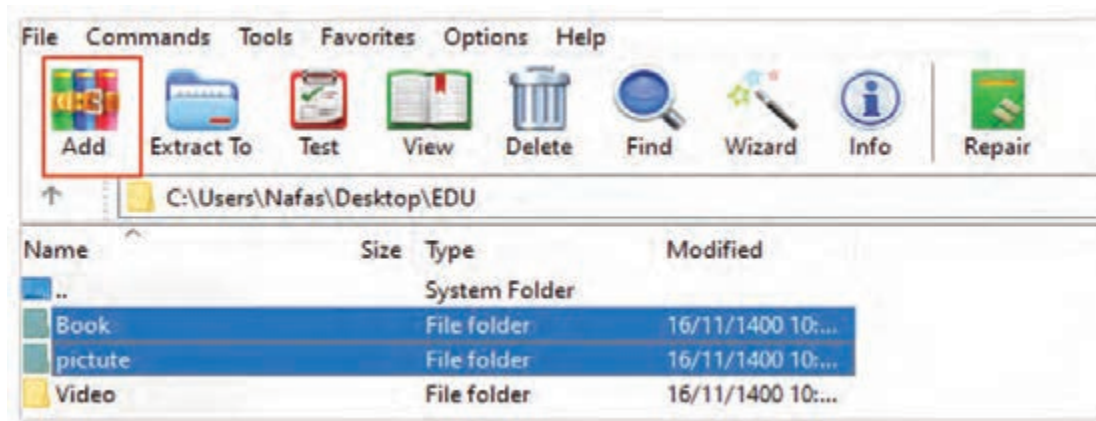 File Commands Tools Favorites Options Help
Add Extract To Test View Delete Find Wizard Info Repair
C:\Users\Nafas\Desktop\EDU
Name Size Type Modified
.. System Folder
Book File folder 16/11/1400 10:...
pictute File folder 16/11/1400 10:...
Video File folder 16/11/1400 10:...